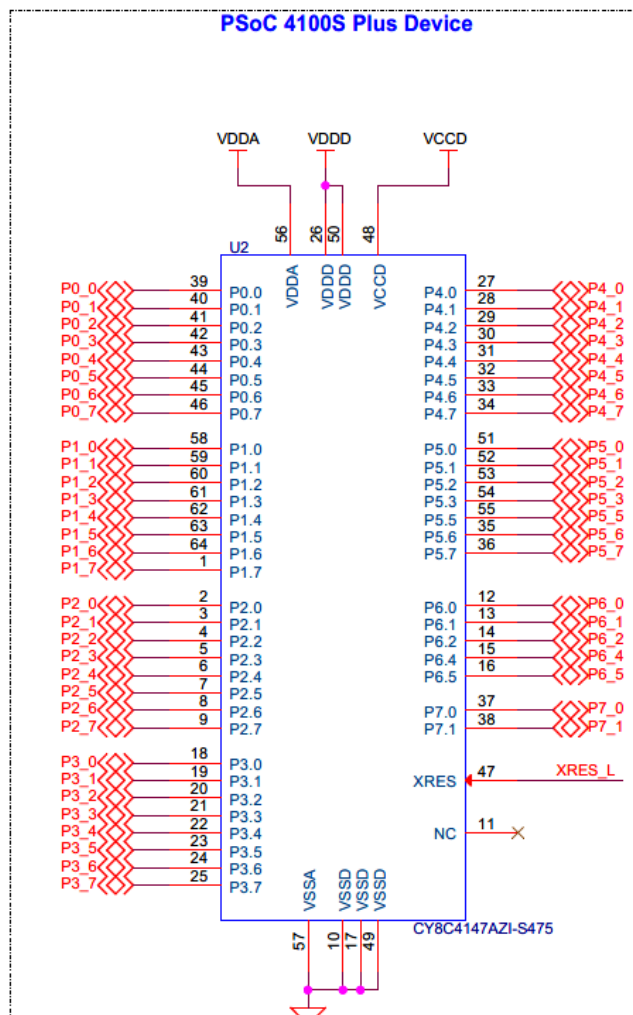 PSoC 4100S Plus Device
VDDA VDDD VCCD
56 26 50 48
U2
VDDA VDDD VDDD VCCD
P0_0 39 P0.0 P4.0 27 P4_0
P0_1 40 P0.1 P4.1 28 P4_1
P0_2 41 P0.2 P4.2 29 P4_2
P0_3 42 P0.3 P4.3 30 P4_3
P0_4 43 P0.4 P4.4 31 P4_4
P0_5 44 P0.5 P4.5 32 P4_5
P0_6 45 P0.6 P4.6 33 P4_6
P0_7 46 P0.7 P4.7 34 P4_7
P1_0 58 P1.0 P5.0 51 P5_0
P1_1 59 P1.1 P5.1 52 P5_1
P1_2 60 P1.2 P5.2 53 P5_2
P1_3 61 P1.3 P5.3 54 P5_3
P1_4 62 P1.4 P5.5 55 P5_5
P1_5 63 P1.5 P5.6 35 P5_6
P1_6 64 P1.6 P5.7 36 P5_7
P1_7 1 P1.7
P2_0 2 P2.0 P6.0 12 P6_0
P2_1 3 P2.1 P6.1 13 P6_1
P2_2 4 P2.2 P6.2 14 P6_2
P2_3 5 P2.3 P6.4 15 P6_4
P2_4 6 P2.4 P6.5 16 P6_5
P2_5 7 P2.5
P2_6 8 P2.6 P7.0 37 P7_0
P2_7 9 P2.7 P7.1 38 P7_1
P3_0 18 P3.0
P3_1 19 P3.1 XRES 47 XRES_L
P3_2 20 P3.2
P3_3 21 P3.3
P3_4 22 P3.4 NC 11
P3_5 23 P3.5
P3_6 24 P3.6
P3_7 25 P3.7
VSSA VSSD VSSD VSSD
CY8C4147AZI-S475
57 10 17 49